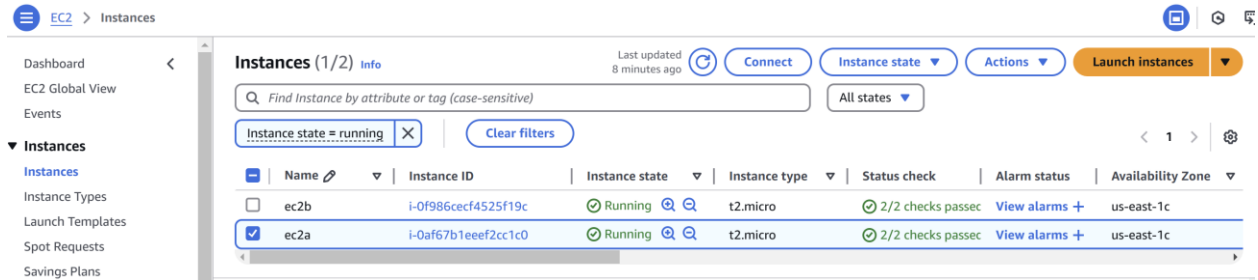 EC2 > Instances
Dashboard
EC2 Global View
Events
Instances
Instances
Instance Types
Launch Templates
Spot Requests
Savings Plans
Instances (1/2) Info
Last updated
8 minutes ago
Connect
Instance state
Actions
Launch instances
Find Instance by attribute or tag (case-sensitive)
All states
Instance state = running
Clear filters
1
Name Instance ID Instance state Instance type Status check Alarm status Availability Zone
ec2b i-0f986cecf4525f19c Running t2.micro 2/2 checks passec View alarms + us-east-1c
ec2a i-0af67b1eeef2cc1c0 Running t2.micro 2/2 checks passec View alarms + us-east-1c